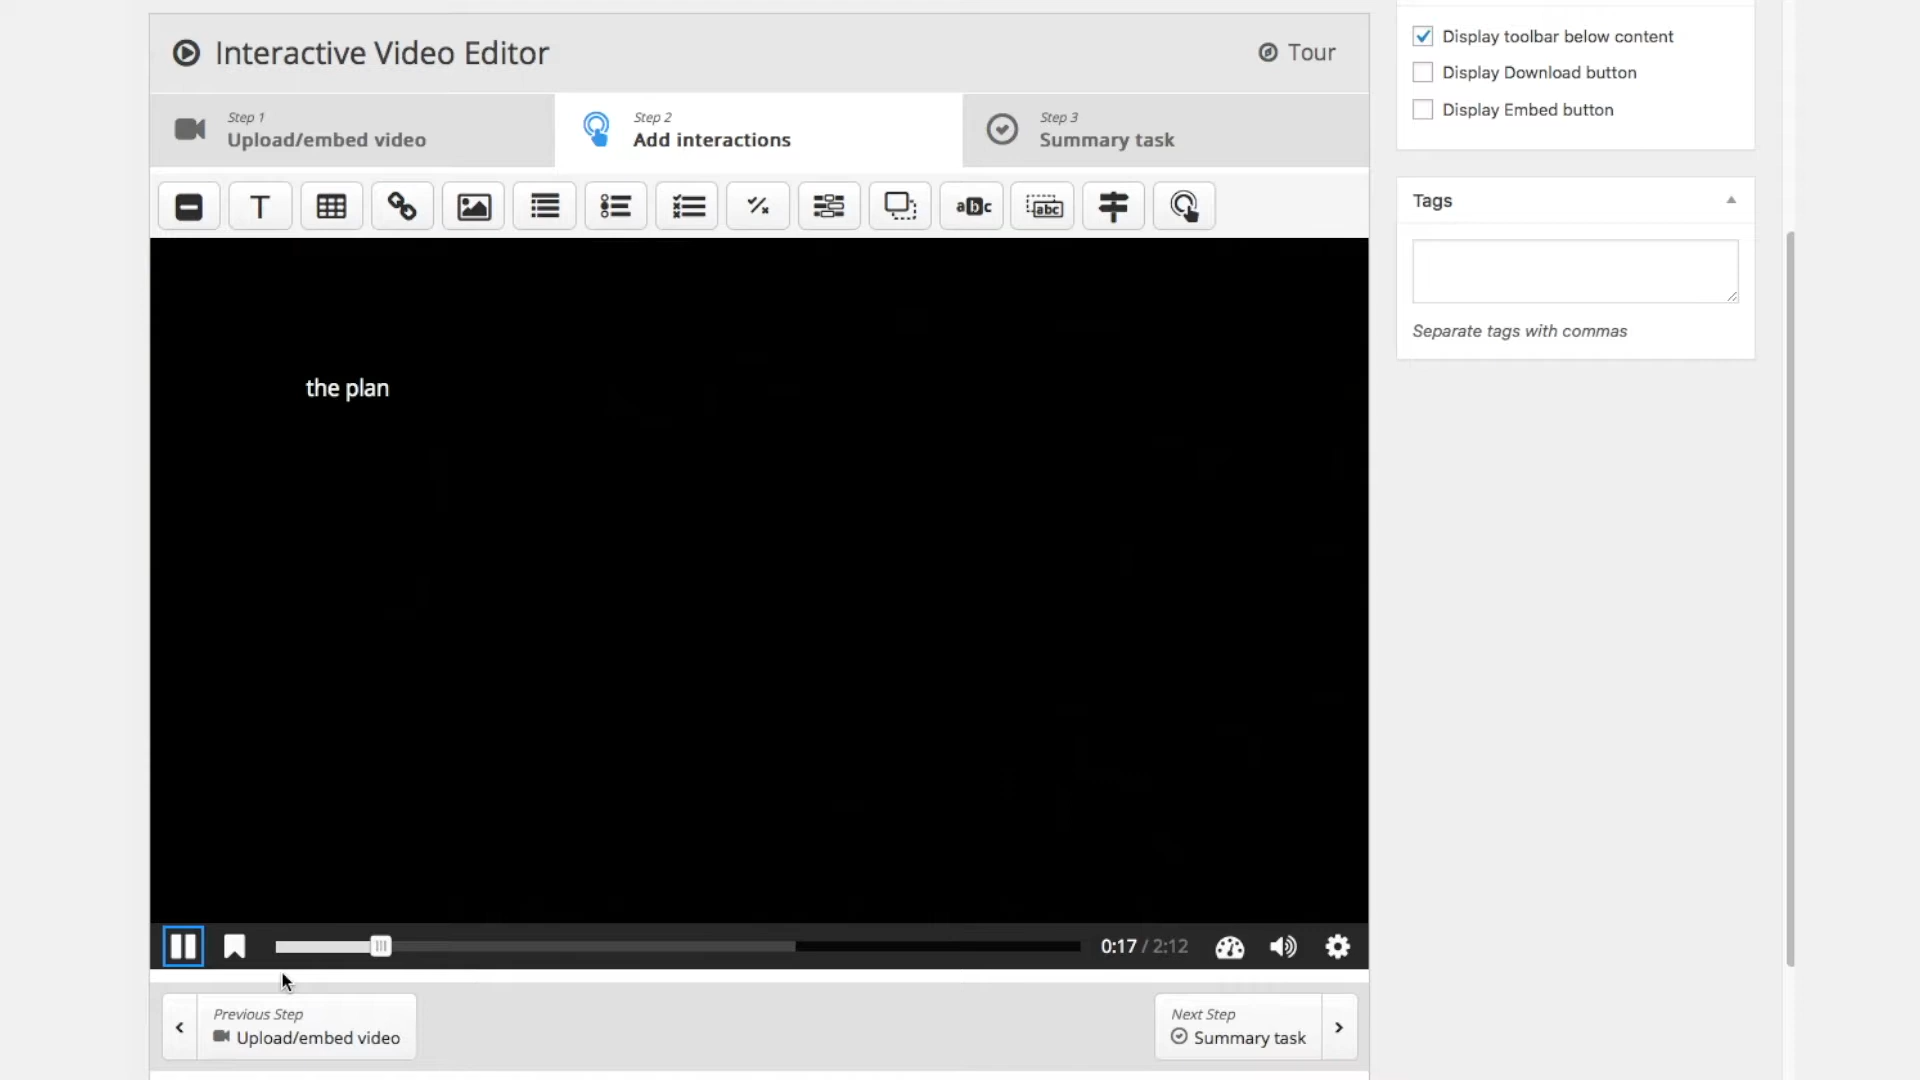 Interactive Video Editor
Tour
Display toolbar below content
Display Download button
Display Embed button
Step 1
Upload/embed video
Step 2
Add interactions
Step 3
Summary task
T
abc
abc
Tags
Separate tags with commas
the plan
0:17 / 2:12
Previous Step
Upload/embed video
Next Step
Summary task